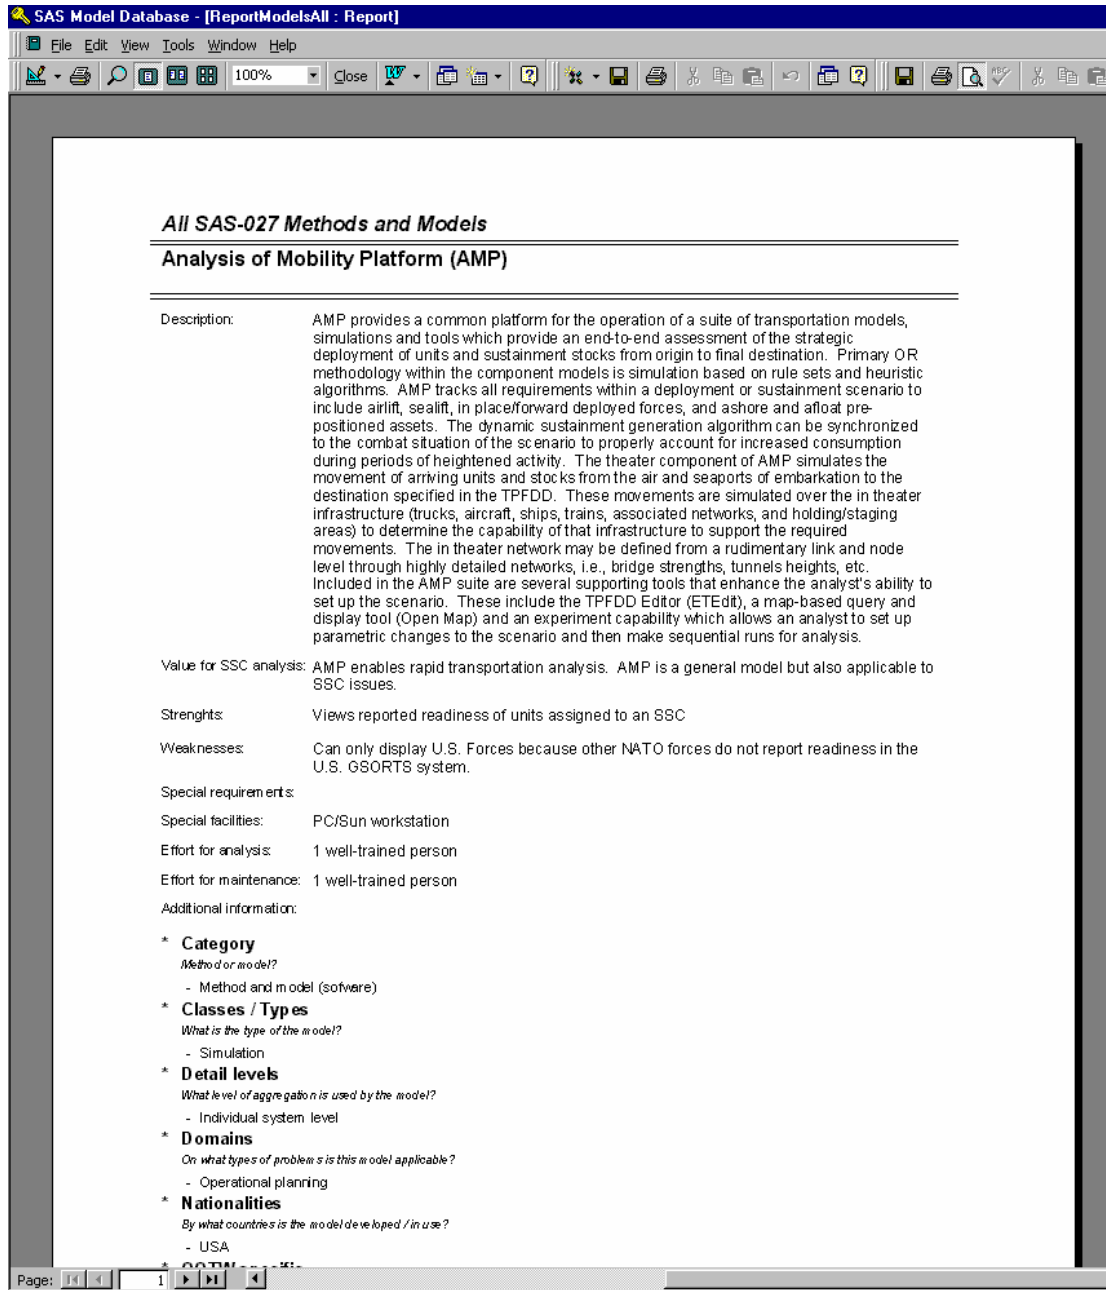 SAS Model Database - [ReportModelsAll : Report]
File Edit View Tools Window Help
100% Close
All SAS-027 Methods and Models
Analysis of Mobility Platform (AMP)
Description: AMP provides a common platform for the operation of a suite of transportation models,
simulations and tools which provide an end-to-end assessment of the strategic
deployment of units and sustainment stocks from origin to final destination. Primary OR
methodology within the component models is simulation based on rule sets and heuristic
algorithms. AMP tracks all requirements within a deployment or sustainment scenario to
include airlift, sealift, in place/forward deployed forces, and ashore and afloat pre-
positioned assets. The dynamic sustainment generation algorithm can be synchronized
to the combat situation of the scenario to properly account for increased consumption
during periods of heightened activity. The theater component of AMP simulates the
movement of arriving units and stocks from the air and seaports of embarkation to the
destination specified in the TPFDD. These movements are simulated over the in theater
infrastructure (trucks, aircraft, ships, trains, associated networks, and holding/staging
areas) to determine the capability of that infrastructure to support the required
movements. The in theater network may be defined from a rudimentary link and node
level through highly detailed networks, i.e., bridge strengths, tunnels heights, etc.
Included in the AMP suite are several supporting tools that enhance the analyst's ability to
set up the scenario. These include the TPFDD Editor (ETEdit), a map-based query and
display tool (Open Map) and an experiment capability which allows an analyst to set up
parametric changes to the scenario and then make sequential runs for analysis.
Value for SSC analysis: AMP enables rapid transportation analysis. AMP is a general model but also applicable to
SSC issues.
Strenghts: Views reported readiness of units assigned to an SSC
Weaknesses: Can only display U.S. Forces because other NATO forces do not report readiness in the
U.S. GSORTS system.
Special requirements:
Special facilities: PC/Sun workstation
Effort for analysis: 1 well-trained person
Effort for maintenance: 1 well-trained person
Additional information:
* Category
Method or model?
- Method and model (sofware)
* Classes / Types
What is the type of the model?
- Simulation
* Detail levels
What level of aggregation is used by the model?
- Individual system level
* Domains
On what types of problems is this model applicable?
- Operational planning
* Nationalities
By what countries is the model developed / in use?
- USA
* OOTW specific
Page: 1